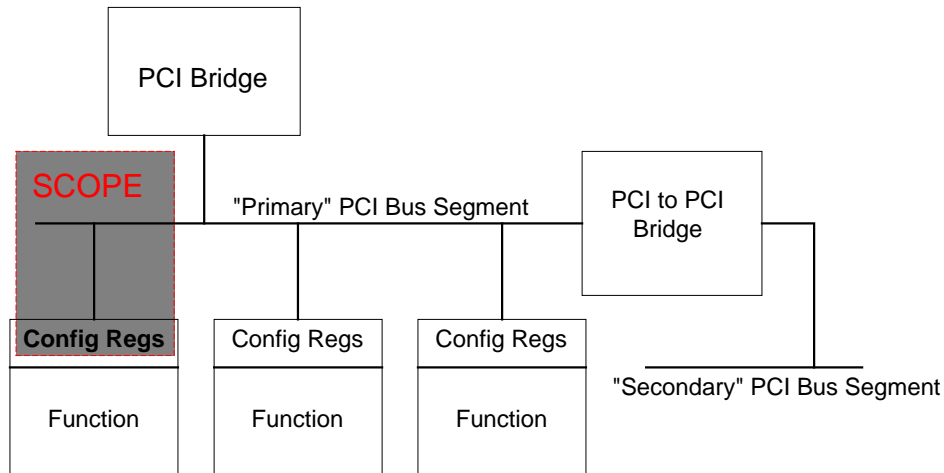 PCI Bridge
SCOPE
"Primary" PCI Bus Segment
PCI to PCI
Bridge
Config Regs
Config Regs
Config Regs
"Secondary" PCI Bus Segment
Function
Function
Function